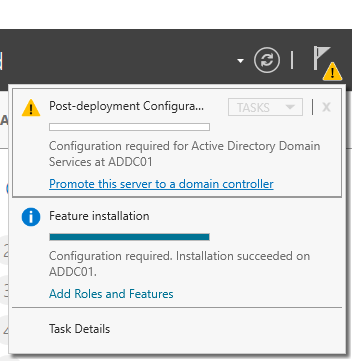 Post-deployment Configura...
TASKS
X
Configuration required for Active Directory Domain
Services at ADDC01
Promote this server to a domain controller
Feature installation
Configuration required. Installation succeeded on
ADDC01.
Add Roles and Features
Task Details